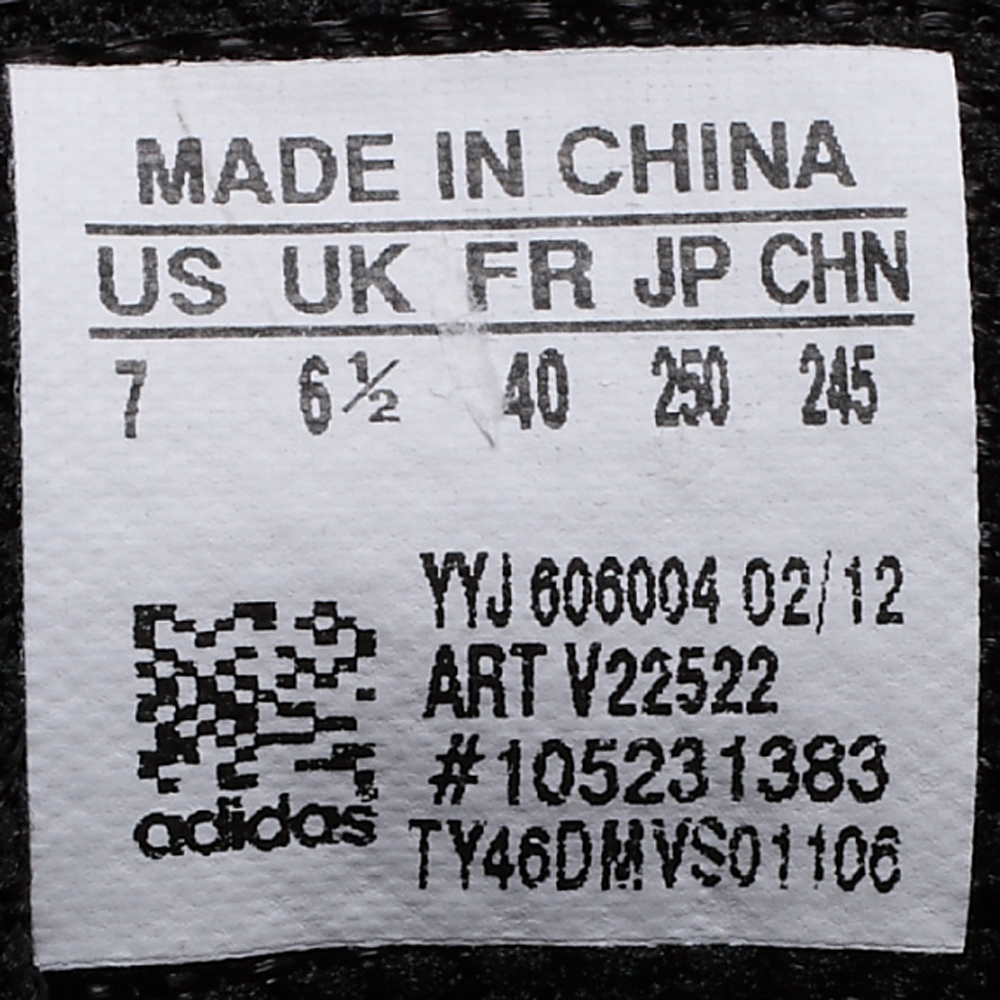 MADE IN CHINA
US UK FR JP CHN
7 6½ 40 250 245
YYJ 606004 02/12
ART V22522
#105231383
TY46DMVS01106
adidas